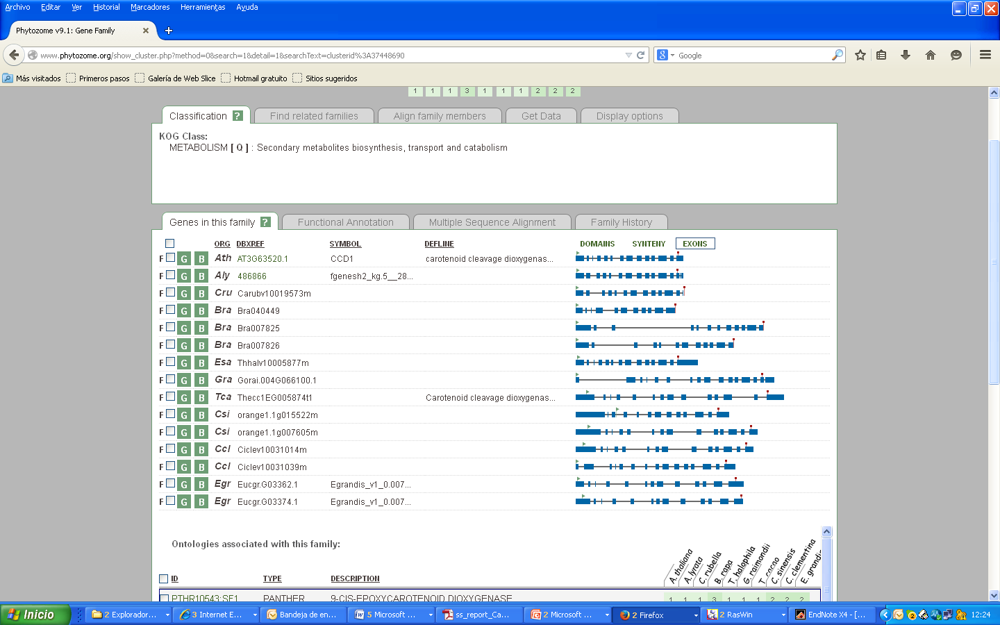 Archivo Editar Ver Historial Marcadores Herramientas Ayuda
Phytozome v9.1: Gene Family
www.phytozome.org/show_cluster.php?method=0&search=1&detail=1&searchText=clusterid%3A37448690
Google
Más visitados Primeros pasos Galería de Web Slice Hotmail gratuito Sitios sugeridos
1 1 1 3 1 1 1 2 2 2
Classification ? Find related families Align family members Get Data Display options
KOG Class:
METABOLISM [ Q ] : Secondary metabolites biosynthesis, transport and catabolism
Genes in this family ? Functional Annotation Multiple Sequence Alignment Family History
ORG DBXREF SYMBOL DEFLINE DOMAINS SYNTENY EXONS
F G B Ath AT3G63520.1 CCD1 carotenoid cleavage dioxygenas...
F G B Aly 486866 fgenesh2_kg.5__28...
F G B Cru Carubv10019573m
F G B Bra Bra040449
F G B Bra Bra007825
F G B Bra Bra007826
F G B Esa Thhalv10005877m
F G B Gra Gorai.004G066100.1
F G B Tca Thecc1EG005874t1 Carotenoid cleavage dioxygenas...
F G B Csi orange1.1g015522m
F G B Csi orange1.1g007605m
F G B Ccl Ciclev10031014m
F G B Ccl Ciclev10031039m
F G B Egr Eucgr.G03362.1 Egrandis_v1_0.007...
F G B Egr Eucgr.G03374.1 Egrandis_v1_0.007...
Ontologies associated with this family:
A. thaliana A. lyrata C. rubella B. rapa T. halophila G. raimondii T. cacao C. sinensis C. clementina E. grandis
ID TYPE DESCRIPTION
PTHR10543:SF1 PANTHER 9-CIS-EPOXYCAROTENOID DIOXYGENASE 1 1 1 3 1 1 1 2 2 2
Inicio 2 Explorador... 3 Internet E... Bandeja de en... 5 Microsoft ... ss_report_Ca... 2 Microsoft ... 2 Firefox 2 RasWin EndNote X4 - [... 12:24